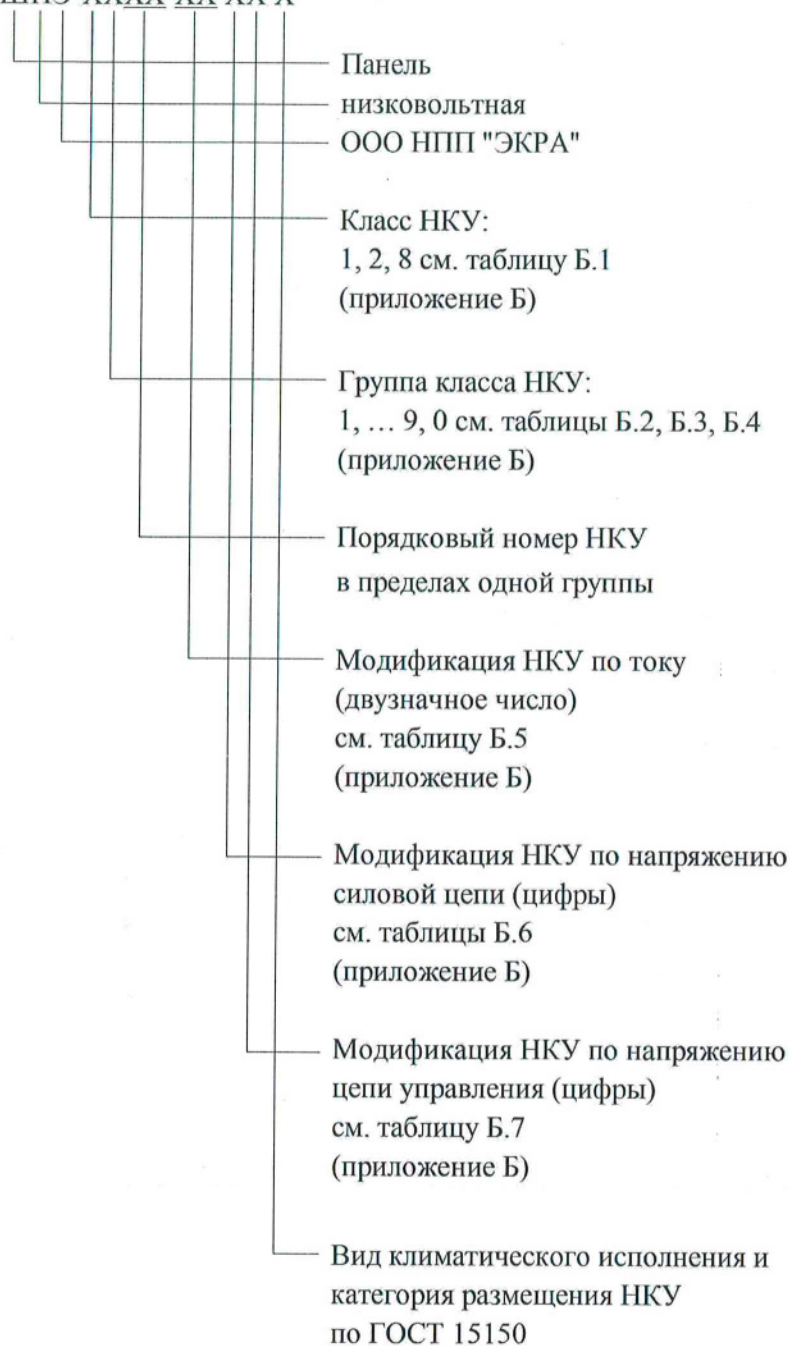 XXXX XX XX X
Панель
низковольтная
ООО НПП "ЭКРА"
Класс НКУ:
1, 2, 8 см. таблицу Б.1
(приложение Б)
Группа класса НКУ:
1, ... 9, 0 см. таблицы Б.2, Б.3, Б.4
(приложение Б)
Порядковый номер НКУ
в пределах одной группы
Модификация НКУ по току
(двузначное число)
см. таблицу Б.5
(приложение Б)
Модификация НКУ по напряжению
силовой цепи (цифры)
см. таблицы Б.6
(приложение Б)
Модификация НКУ по напряжению
цепи управления (цифры)
см. таблицу Б.7
(приложение Б)
Вид климатического исполнения и
категория размещения НКУ
по ГОСТ 15150